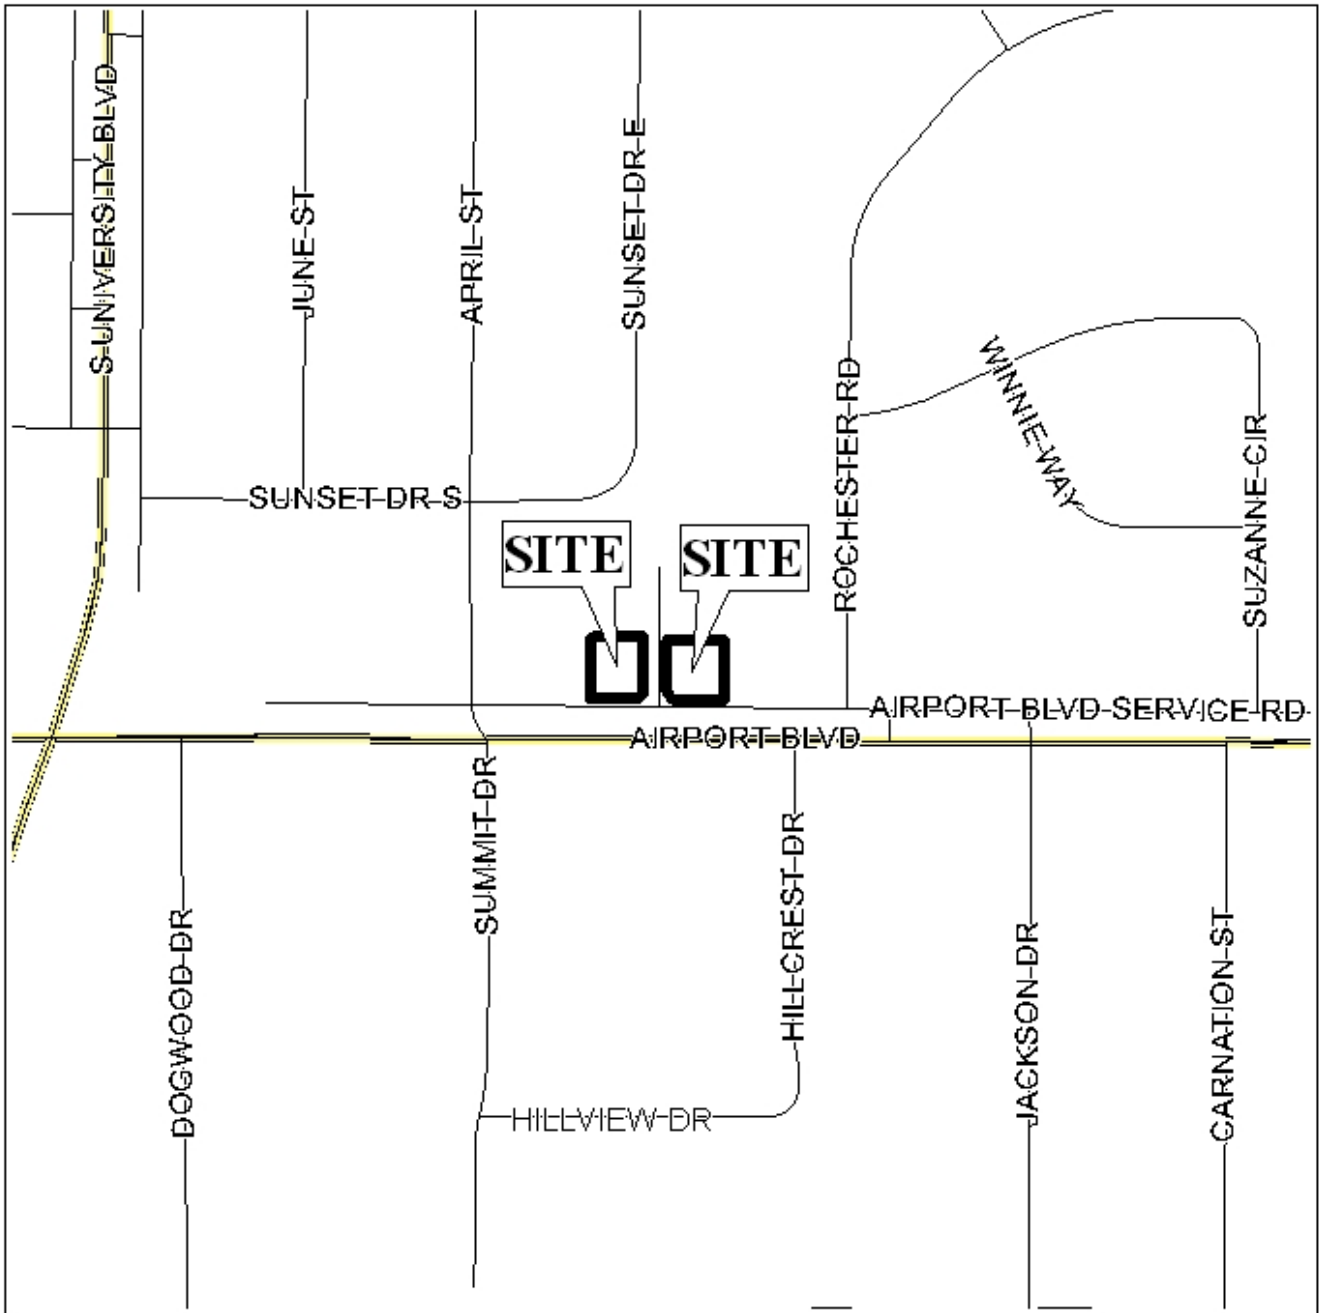 S UNIVERSITY BLVD
JUNE ST
APRIL ST
SUNSET DR E
WINNIE WAY
ROCHESTER RD
SUZANNE CIR
SUNSET DR S
SITE
SITE
AIRPORT BLVD SERVICE RD
AIRPORT BLVD
SUMMIT DR
HILLCREST DR
DOGWOOD DR
JACKSON DR
CARNATION ST
HILLVIEW DR